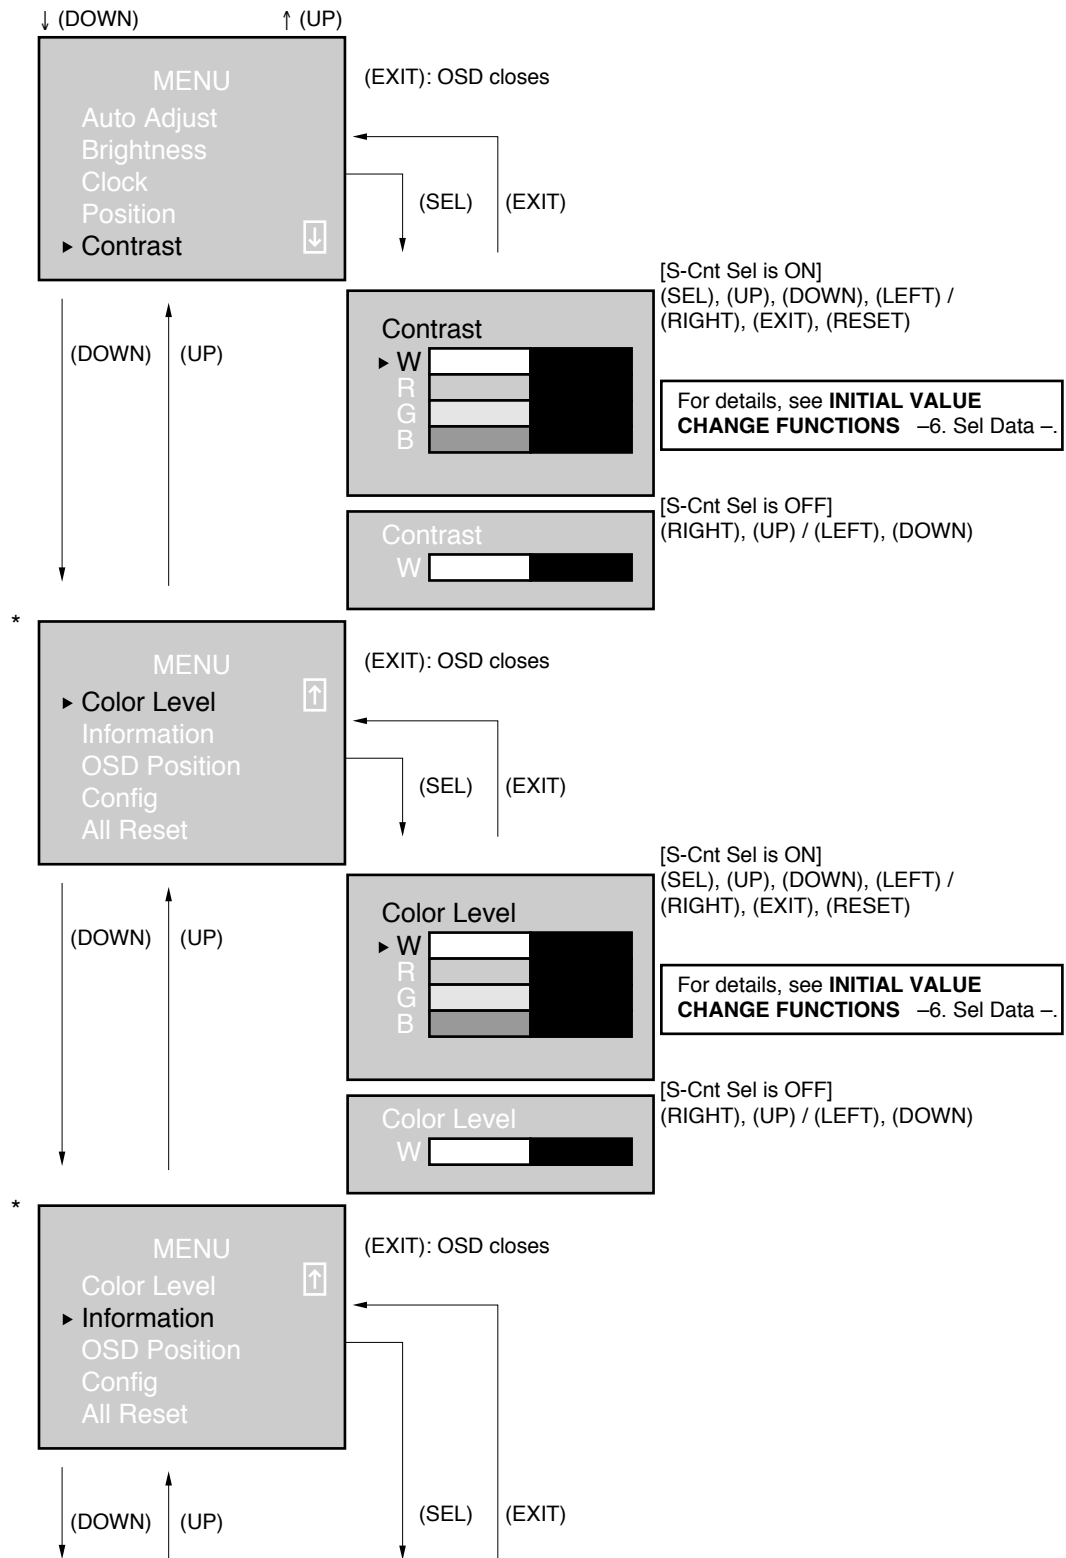 ↓ (DOWN) ↑ (UP)
MENU
Auto Adjust
Brightness
Clock
Position
▸ Contrast
↓
(EXIT): OSD closes
(SEL) (EXIT)
(DOWN) (UP)
Contrast
▸ W
R
G
B
[S-Cnt Sel is ON]
(SEL), (UP), (DOWN), (LEFT) /
(RIGHT), (EXIT), (RESET)
For details, see INITIAL VALUE
CHANGE FUNCTIONS –6. Sel Data –.
Contrast
W
[S-Cnt Sel is OFF]
(RIGHT), (UP) / (LEFT), (DOWN)
*
MENU
▸ Color Level
↑
Information
OSD Position
Config
All Reset
(EXIT): OSD closes
(SEL) (EXIT)
(DOWN) (UP)
Color Level
▸ W
R
G
B
[S-Cnt Sel is ON]
(SEL), (UP), (DOWN), (LEFT) /
(RIGHT), (EXIT), (RESET)
For details, see INITIAL VALUE
CHANGE FUNCTIONS –6. Sel Data –.
Color Level
W
[S-Cnt Sel is OFF]
(RIGHT), (UP) / (LEFT), (DOWN)
*
MENU
Color Level
↑
▸ Information
OSD Position
Config
All Reset
(EXIT): OSD closes
(DOWN) (UP)
(SEL) (EXIT)